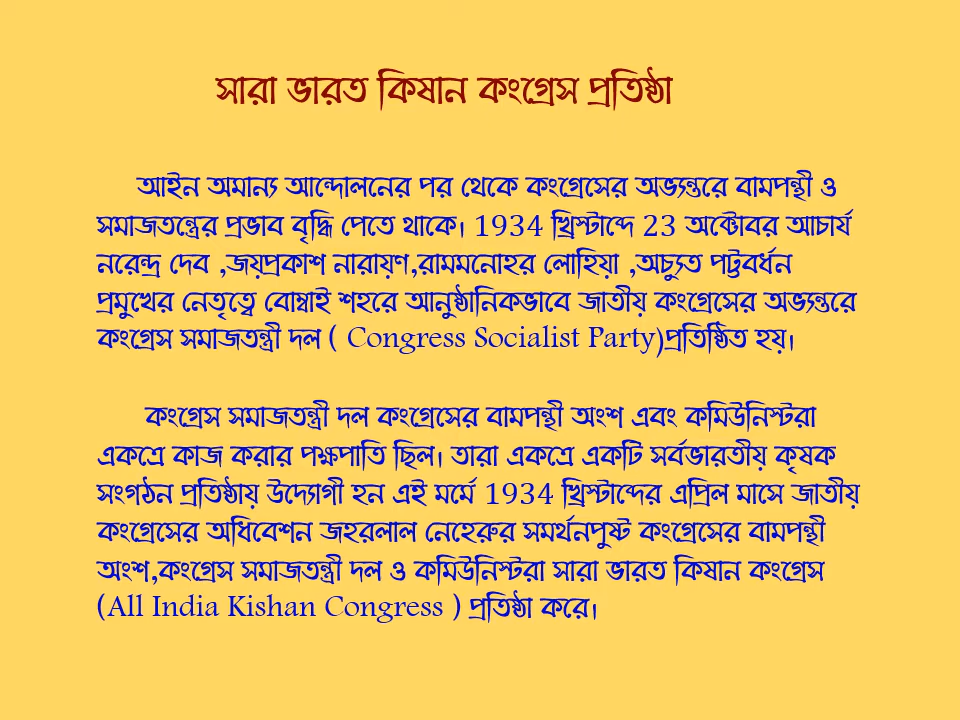 সারা ভারত কিষান কংগ্রেস প্রতিষ্ঠা
আইন অমান্য আন্দোলনের পর থেকে কংগ্রেসের অভ্যন্তরে বামপন্থী ও
সমাজতন্ত্রের প্রভাব বৃদ্ধি পেতে থাকে। 1934 খ্রিস্টাব্দে 23 অক্টোবর আচার্য
নরেন্দ্র দেব ,জয়প্রকাশ নারায়ণ,রামমনোহর লোহিয়া ,অচ্যুত পট্টবর্ধন
প্রমুখের নেতৃত্বে বোম্বাই শহরে আনুষ্ঠানিকভাবে জাতীয় কংগ্রেসের অভ্যন্তরে
কংগ্রেস সমাজতন্ত্রী দল ( Congress Socialist Party)প্রতিষ্ঠিত হয়।
কংগ্রেস সমাজতন্ত্রী দল কংগ্রেসের বামপন্থী অংশ এবং কমিউনিস্টরা
একত্রে কাজ করার পক্ষপাতি ছিল। তারা একত্রে একটি সর্বভারতীয় কৃষক
সংগঠন প্রতিষ্ঠায় উদ্যোগী হন এই মর্মে 1934 খ্রিস্টাব্দের এপ্রিল মাসে জাতীয়
কংগ্রেসের অধিবেশন জহরলাল নেহেরুর সমর্থনপুষ্ট কংগ্রেসের বামপন্থী
অংশ,কংগ্রেস সমাজতন্ত্রী দল ও কমিউনিস্টরা সারা ভারত কিষান কংগ্রেস
(All India Kishan Congress ) প্রতিষ্ঠা করে।